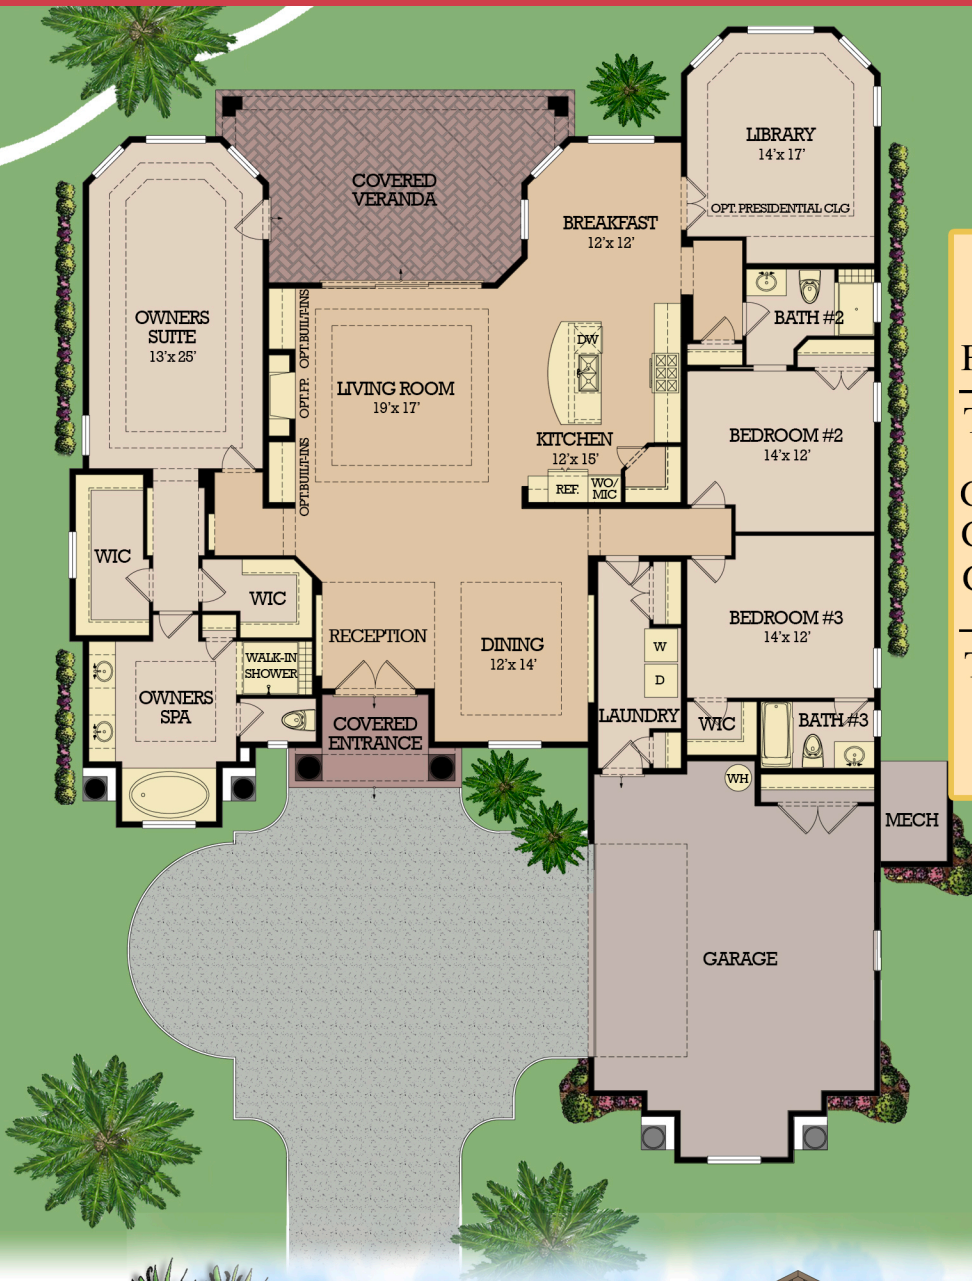 LIBRARY
14'x 17'
OPT. PRESIDENTIAL CLG
COVERED
VERANDA
BREAKFAST
12'x 12'
OWNERS
SUITE
13'x 25'
OPT.BUILT-INS
OPT.FP.
OPT.BUILT-INS
LIVING ROOM
19'x 17'
DW
KITCHEN
12'x 15'
REF.
WO/
MIC
BATH #2
BEDROOM #2
14'x 12'
WIC
WIC
RECEPTION
DINING
12'x 14'
BEDROOM #3
14'x 12'
W
D
WALK-IN
SHOWER
OWNERS
SPA
COVERED
ENTRANCE
LAUNDRY
WIC
BATH #3
WH
MECH
GARAGE